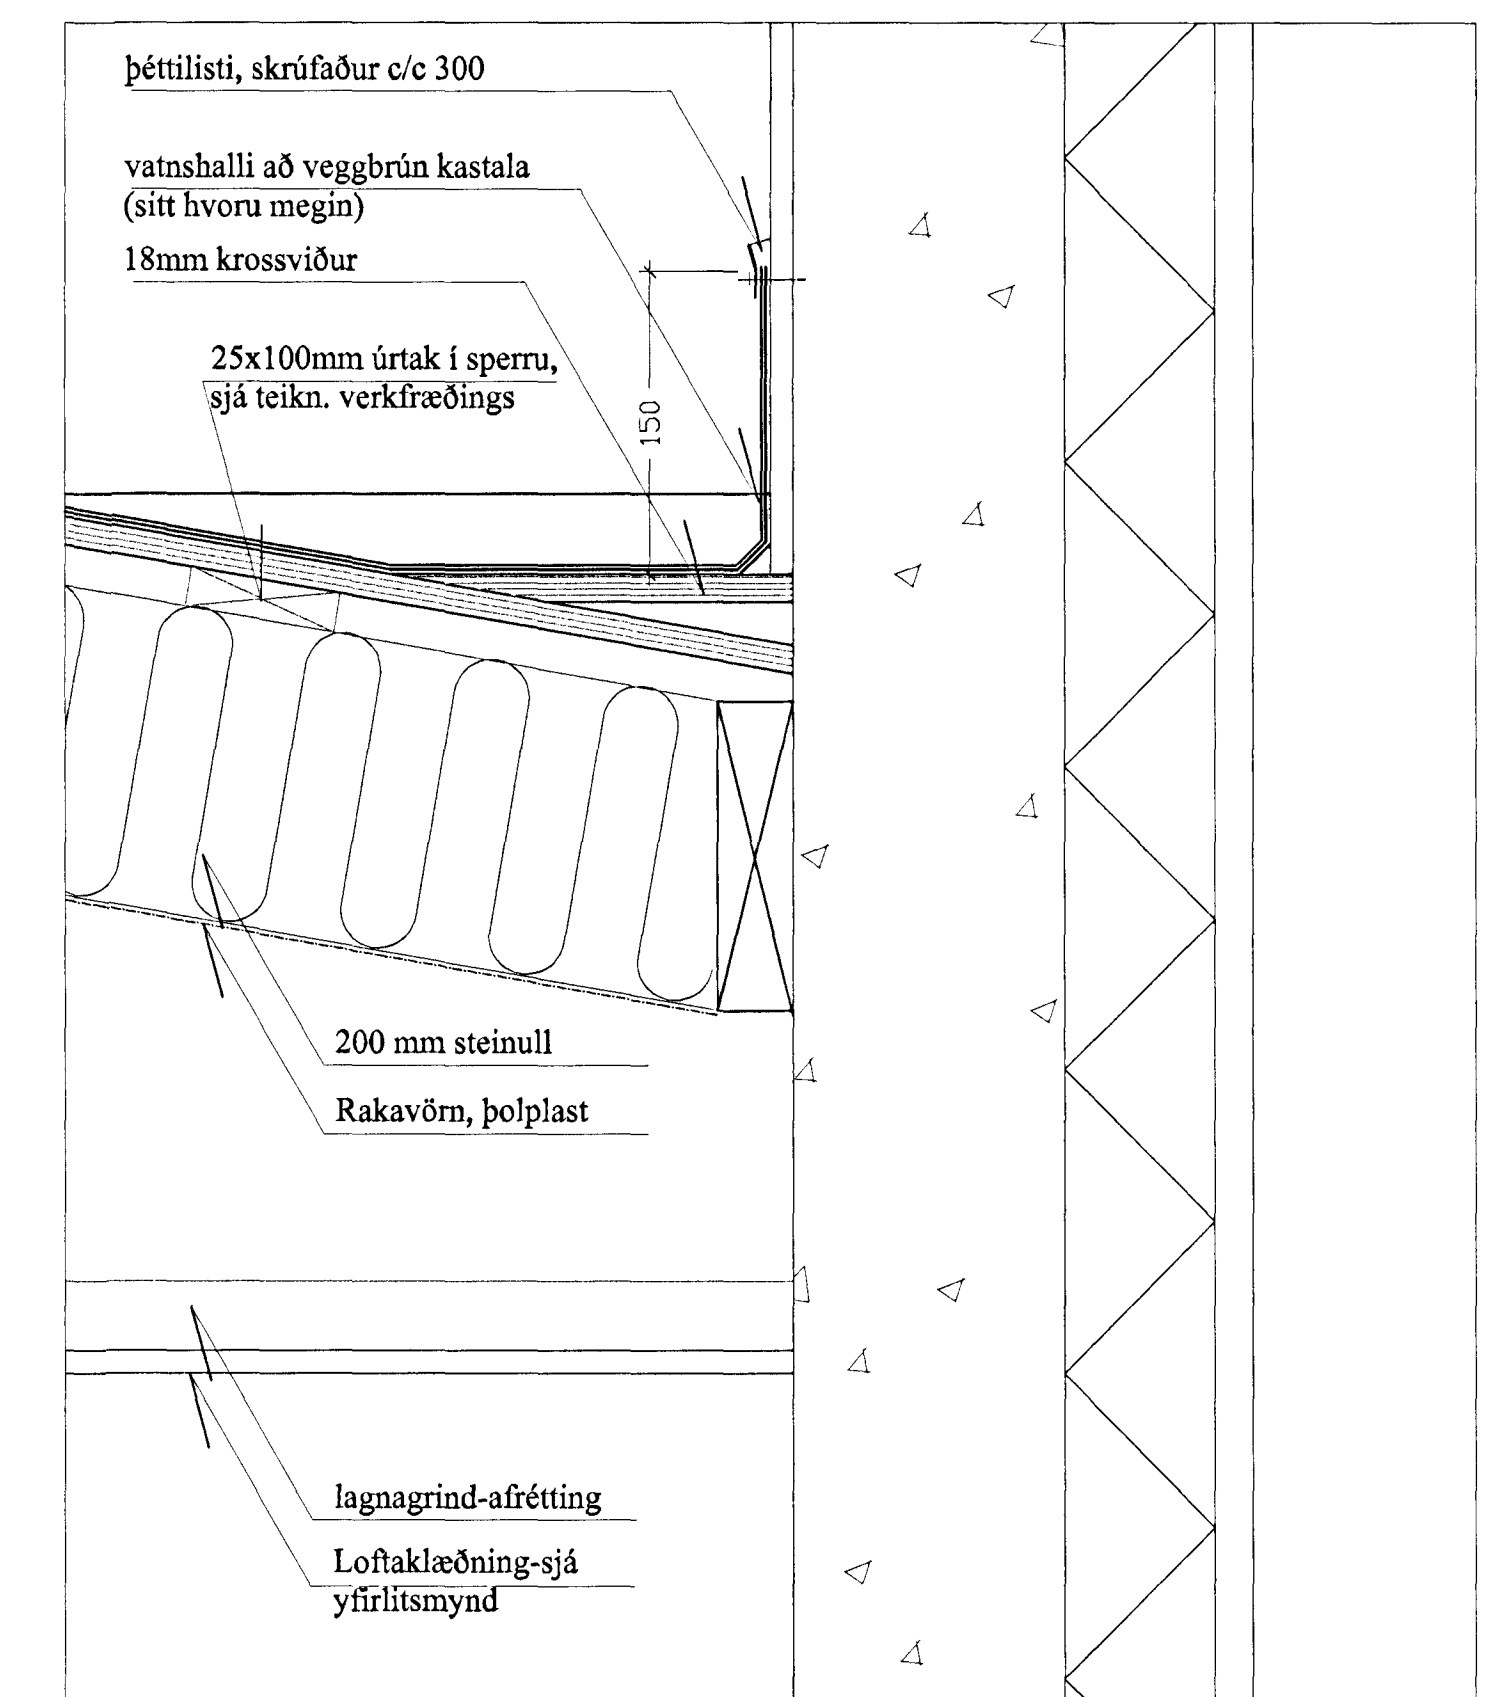 þéttilisti, skrúfaður c/c 300
vatnshalli að veggbrún kastala
(sitt hvoru megin)
18mm krossviður
25x100mm úrtak í sperru,
sjá teikn. verkfræðings
150
200 mm steinull
Rakavörn, þolplast
lagnagrind-afrétting
Loftaklæðning-sjá
yfirlitsmynd